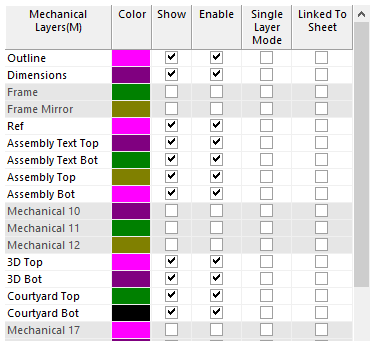 Mechanical Layers(M) Color Show Enable Single Layer Mode Linked To Sheet
Outline
Dimensions
Frame
Frame Mirror
Ref
Assembly Text Top
Assembly Text Bot
Assembly Top
Assembly Bot
Mechanical 10
Mechanical 11
Mechanical 12
3D Top
3D Bot
Courtyard Top
Courtyard Bot
Mechanical 17